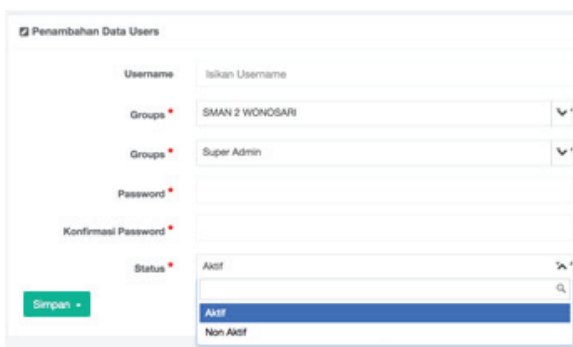 Penambahan Data Users
Username Isikan Username
Groups * SMAN 2 WONOSARI
Groups * Super Admin
Password *
Konfirmasi Password *
Status * Aktif
Simpan
Aktif
Non Aktif